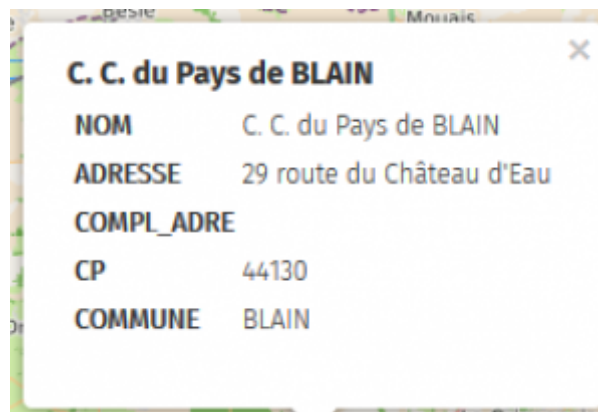 Mouais
C. C. du Pays de BLAIN ×
NOM C. C. du Pays de BLAIN
ADRESSE 29 route du Château d'Eau
COMPL_ADRE
CP 44130
COMMUNE BLAIN